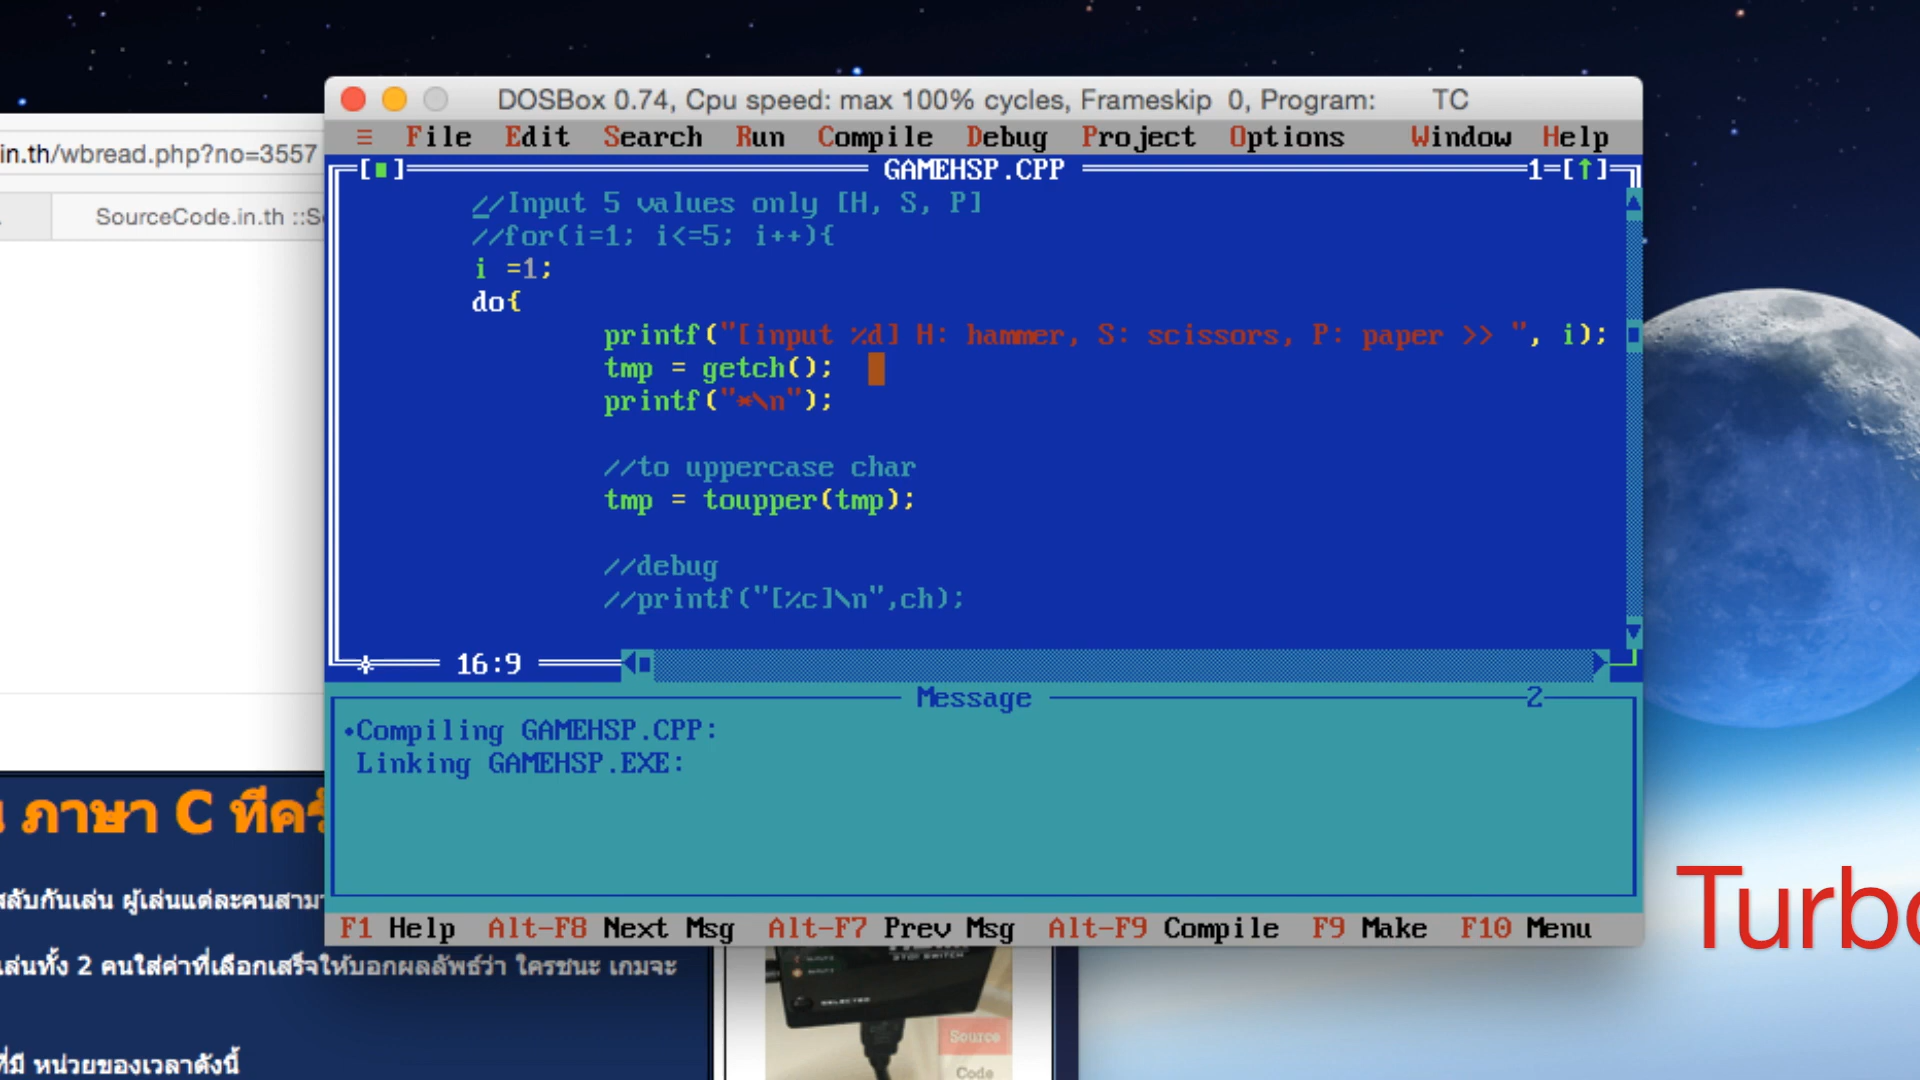 DOSBox 0.74, Cpu speed: max 100% cycles, Frameskip 0, Program: TC
≡ File Edit Search Run Compile Debug Project Options Window Help
in.th/wbread.php?no=3557
[■] GAMEHSP.CPP 1=[↑]
SourceCode.in.th ::S
//Input 5 values only [H, S, P]
//for(i=1; i<=5; i++){
i =1;
do{
printf("[input %d] H: hammer, S: scissors, P: paper >> ", i);
tmp = getch();
printf("*\n");
//to uppercase char
tmp = toupper(tmp);
//debug
//printf("[%c]\n",ch);
16:9
Message 2
•Compiling GAMEHSP.CPP:
Linking GAMEHSP.EXE:
ภาษา C ที่คร
สลับกันเล่น ผู้เล่นแต่ละคนสามา
F1 Help Alt-F8 Next Msg Alt-F7 Prev Msg Alt-F9 Compile F9 Make F10 Menu
Turbo
เล่นทั้ง 2 คนใส่ค่าที่เลือกเสร็จให้บอกผลลัพธ์ว่า ใครชนะ เกมจะ
SELECTED
Source
Code
ที่มี หน่วยของเวลาดังนี้